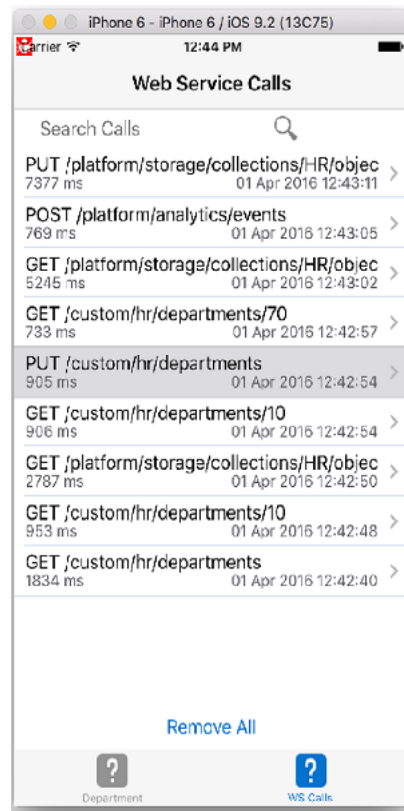 iPhone 6 - iPhone 6 / iOS 9.2 (13C75)
arrier 12:44 PM
Web Service Calls
Search Calls
PUT /platform/storage/collections/HR/objec
7377 ms 01 Apr 2016 12:43:11
POST /platform/analytics/events
769 ms 01 Apr 2016 12:43:05
GET /platform/storage/collections/HR/objec
5245 ms 01 Apr 2016 12:43:02
GET /custom/hr/departments/70
733 ms 01 Apr 2016 12:42:57
PUT /custom/hr/departments
905 ms 01 Apr 2016 12:42:54
GET /custom/hr/departments/10
906 ms 01 Apr 2016 12:42:54
GET /platform/storage/collections/HR/objec
2787 ms 01 Apr 2016 12:42:50
GET /custom/hr/departments/10
953 ms 01 Apr 2016 12:42:48
GET /custom/hr/departments
1834 ms 01 Apr 2016 12:42:40
Remove All
? ?
Department WS Calls